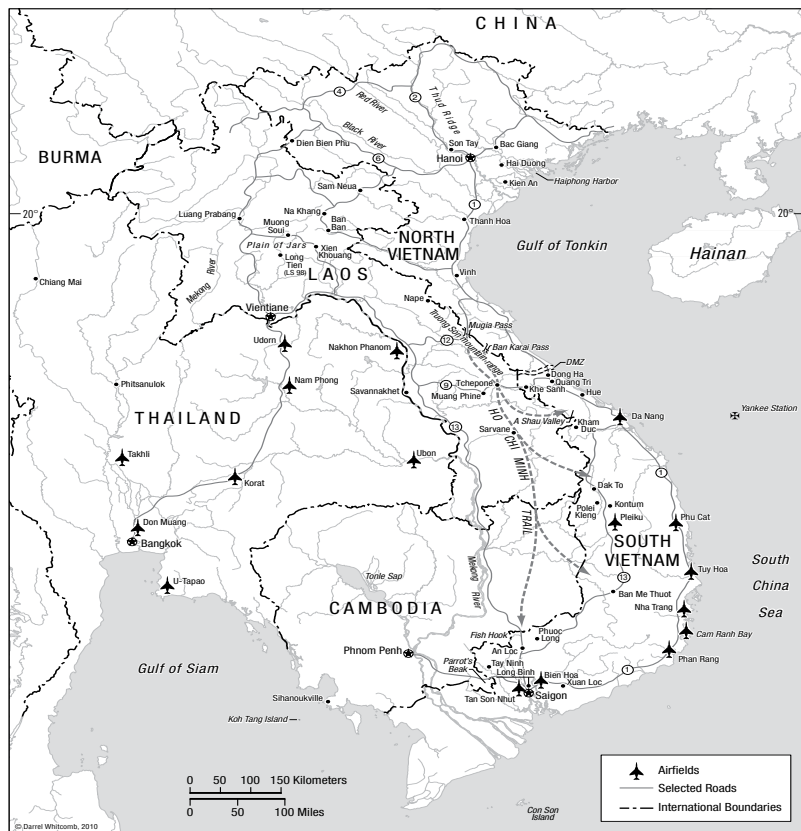 CHINA
4
Red River
2
Thud Ridge
Black River
6
BURMA
Dien Bien Phu
Son Tay
Bac Giang
Hanoi
Hai Duong
Haiphong Harbor
Kien An
Sam Neua
20°
20°
Luang Prabang
Na Khang
Ban
Ban
1
Thanh Hoa
Muong
Soui
Plain of Jars
Xien
Khouang
NORTH
VIETNAM
Gulf of Tonkin
Hainan
Long
Tien
(LS 98)
LAOS
Mekong
River
Chiang Mai
Vinh
Nape
Vientiane
Truong Son mountain range
Mugia Pass
Ban Karai Pass
Udorn
Nakhon Phanom
12
DMZ
Dong Ha
Quang Tri
Phitsanulok
Nam Phong
Savannakhet
9
Tchepone
Muang Phine
Khe Sanh
Hue
THAILAND
Yankee Station
HO
CHI MINH
TRAIL
A Shau Valley
Kham
Duc
Da Nang
13
Sarvane
Takhli
Ubon
Korat
1
Dak To
Polei
Kleng
Kontum
Pleiku
Phu Cat
Don Muang
Bangkok
SOUTH
VIETNAM
Tonle Sap
Mekong
River
South
China
Sea
U-Tapao
Tuy Hoa
13
Ban Me Thuot
CAMBODIA
Nha Trang
Cam Ranh Bay
Fish Hook
Phuoc
Long
An Loc
Phnom Penh
Phan Rang
Gulf of Siam
Parrot's
Beak
Tay Ninh
Long Binh
Bien Hoa
1
Xuan Loc
Tan Son Nhut
Saigon
Sihanoukville
Koh Tang Island
0 50 100 150 Kilometers
0 50 100 Miles
Airfields
Selected Roads
International Boundaries
Con Son
Island
© Darrel Whitcomb, 2010